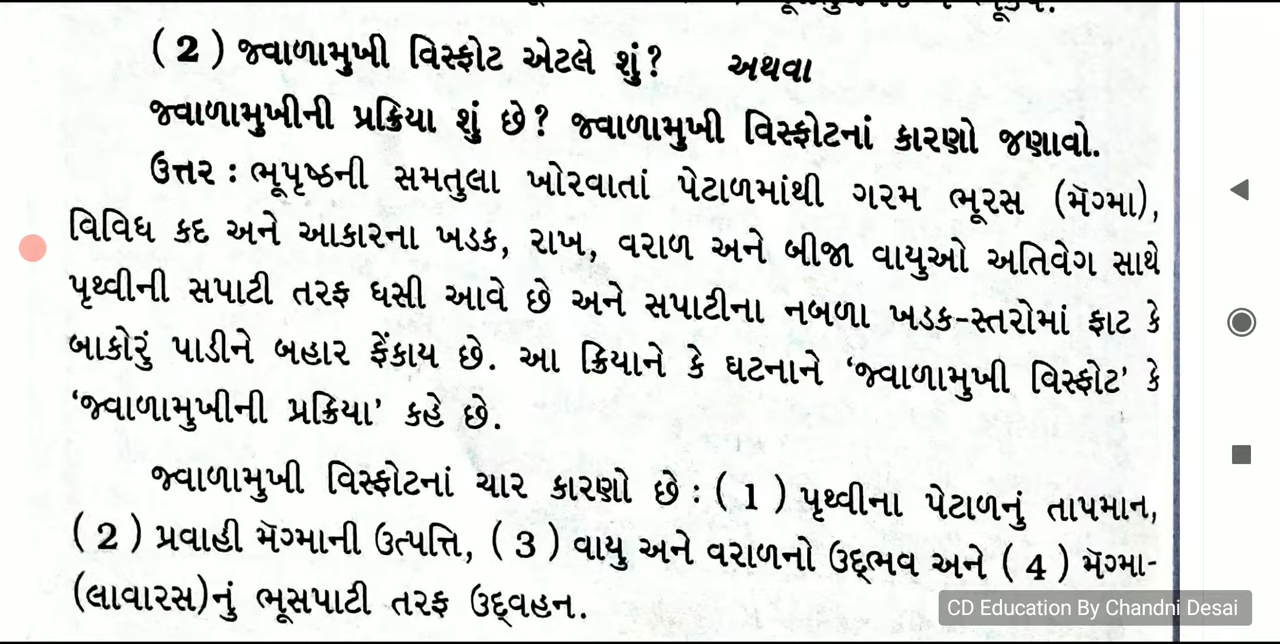 (2) જ્વાળામુખી વિસ્ફોટ એટલે શું? અથવા
જ્વાળામુખીની પ્રક્રિયા શું છે? જ્વાળામુખી વિસ્ફોટનાં કારણો જણાવો.
ઉત્તર : ભૂપૃષ્ઠની સમતુલા ખોરવાતાં પેટાળમાંથી ગરમ ભૂરસ (મૅગ્મા),
વિવિધ કદ અને આકારના ખડક, રાખ, વરાળ અને બીજા વાયુઓ અતિવેગ સાથે
પૃથ્વીની સપાટી તરફ ધસી આવે છે અને સપાટીના નબળા ખડક-સ્તરોમાં ફાટ કે
બાકોરું પાડીને બહાર ફેંકાય છે. આ ક્રિયાને કે ઘટનાને ‘જ્વાળામુખી વિસ્ફોટ’ કે
‘જ્વાળામુખીની પ્રક્રિયા’ કહે છે.
જ્વાળામુખી વિસ્ફોટનાં ચાર કારણો છે : (1) પૃથ્વીના પેટાળનું તાપમાન,
(2) પ્રવાહી મૅગ્માની ઉત્પત્તિ, (3) વાયુ અને વરાળનો ઉદ્ભવ અને (4) મૅગ્મા-
(લાવારસ)નું ભૂસપાટી તરફ ઉદ્વહન.
CD Education By Chandni Desai